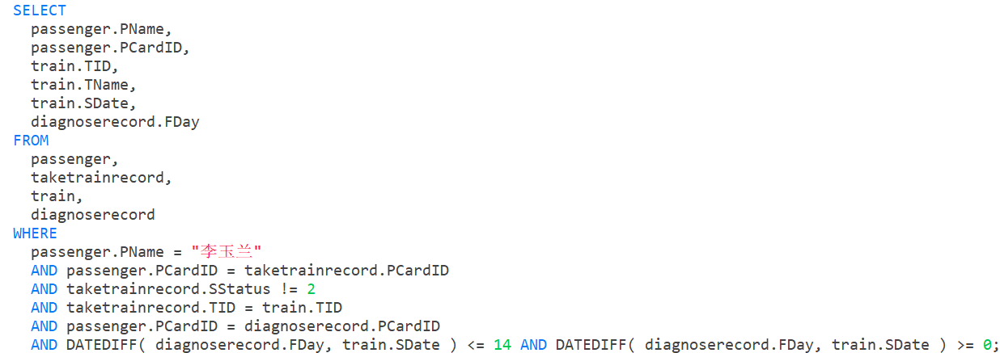 SELECT
passenger.PName,
passenger.PCardID,
train.TID,
train.TName,
train.SDate,
diagnoserecord.FDay
FROM
passenger,
taketrainrecord,
train,
diagnoserecord
WHERE
passenger.PName = "李玉兰"
AND passenger.PCardID = taketrainrecord.PCardID
AND taketrainrecord.SStatus != 2
AND taketrainrecord.TID = train.TID
AND passenger.PCardID = diagnoserecord.PCardID
AND DATEDIFF( diagnoserecord.FDay, train.SDate ) <= 14 AND DATEDIFF( diagnoserecord.FDay, train.SDate ) >= 0;